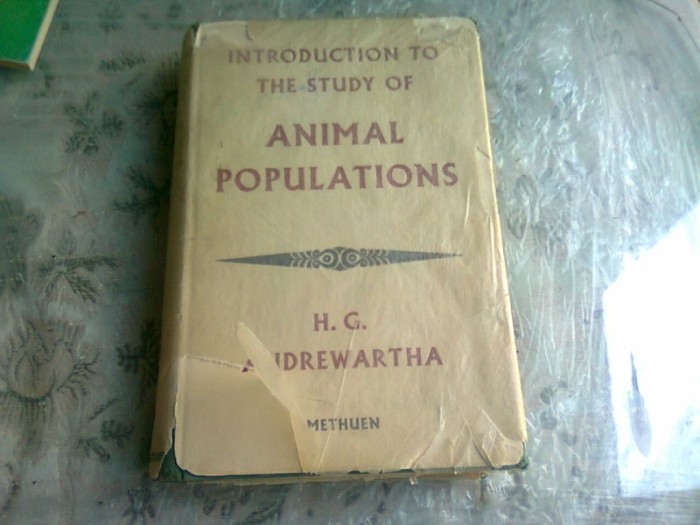 INTRODUCTION TO
THE STUDY OF
ANIMAL
POPULATIONS
H. G.
ANDREWARTHA
METHUEN